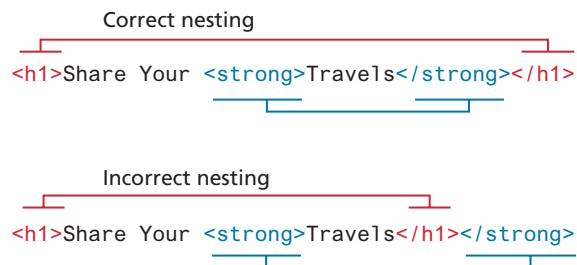 Correct nesting
<h1>Share Your <strong>Travels</strong></h1>
Incorrect nesting
<h1>Share Your <strong>Travels</h1></strong>